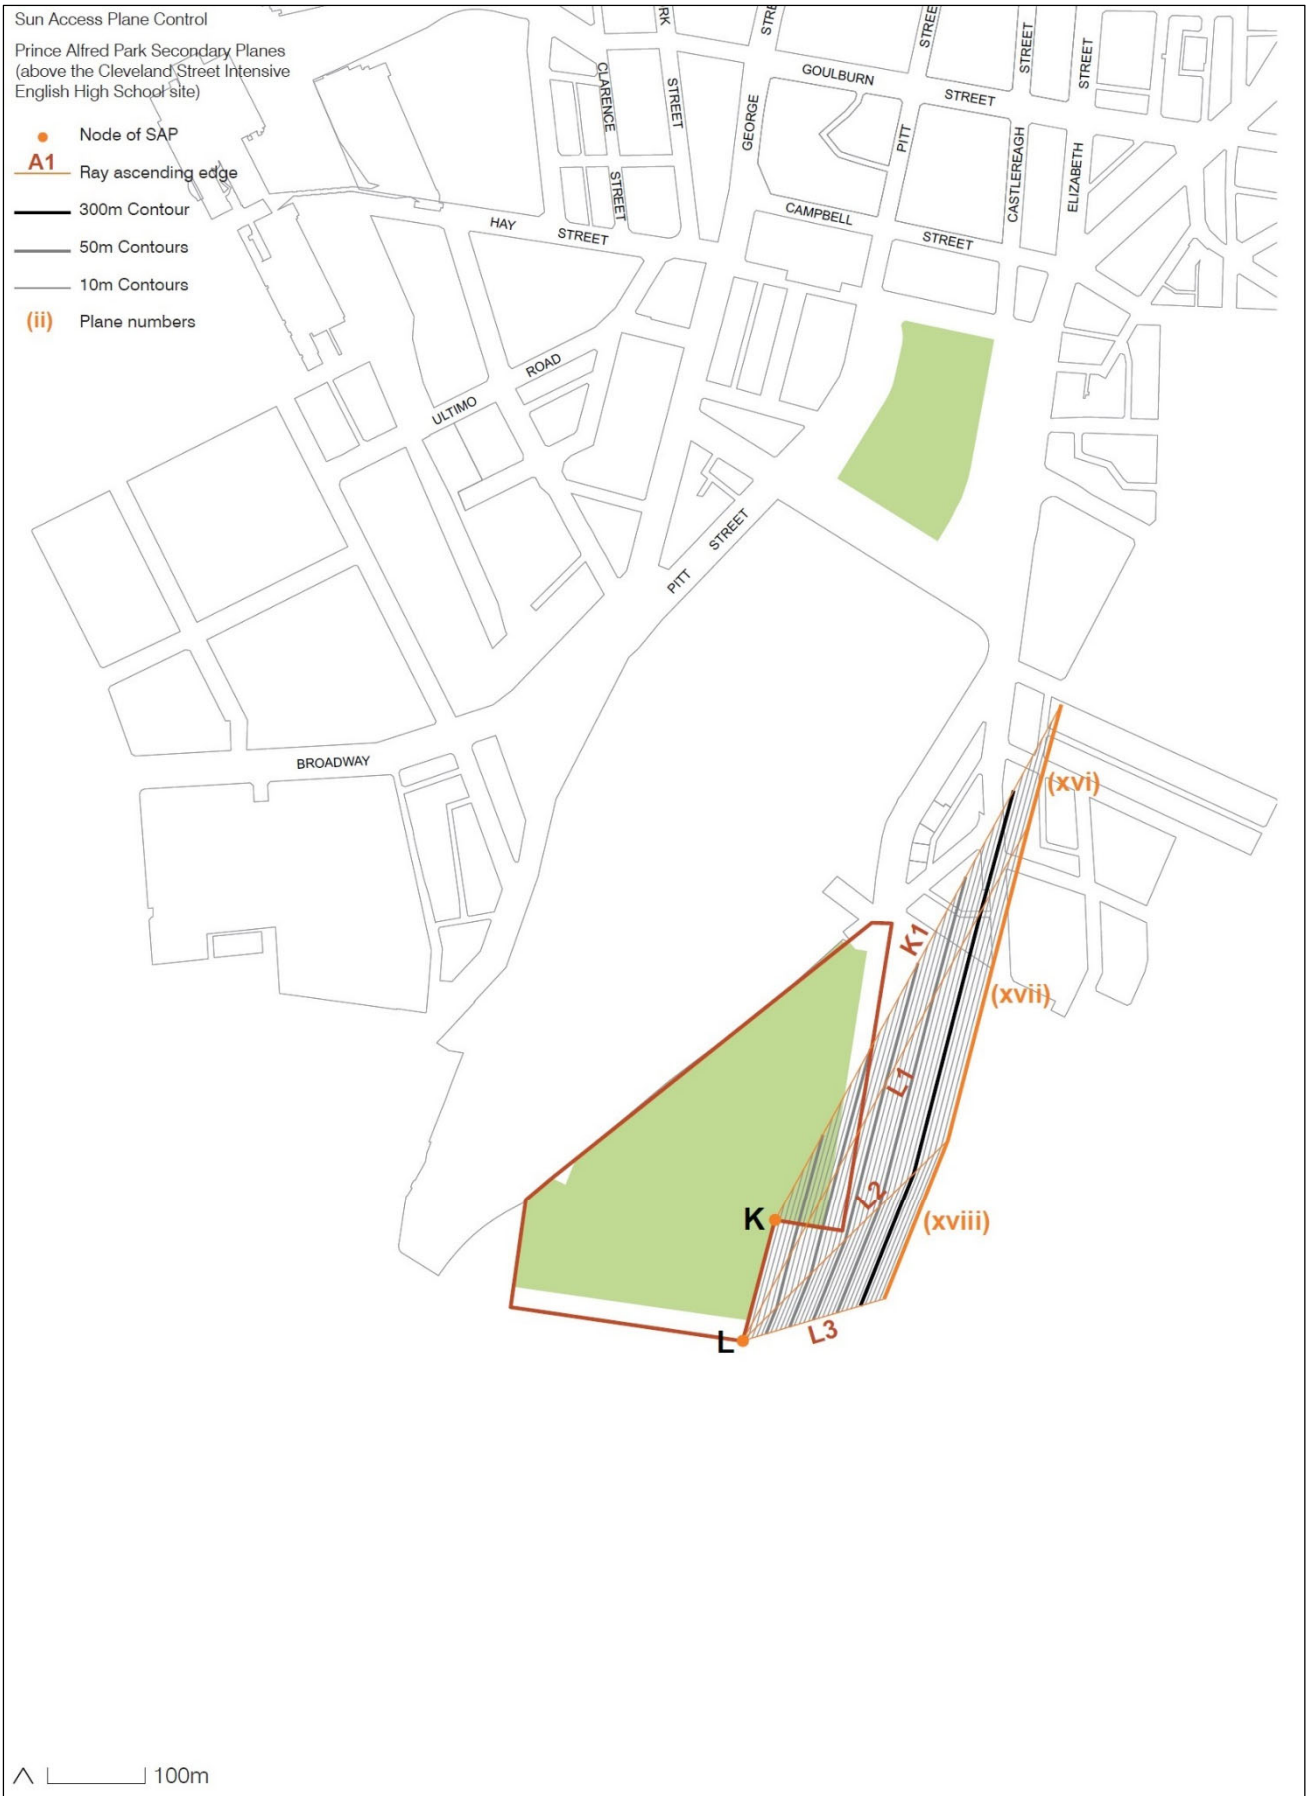 Sun Access Plane Control
Prince Alfred Park Secondary Planes
(above the Cleveland Street Intensive
English High School site)
Node of SAP
A1
Ray ascending edge
300m Contour
50m Contours
10m Contours
(ii)
Plane numbers
RK
STREET
STRE
STREE
STREET
STREET
CLARENCE
STREET
GEORGE
GOULBURN
STREET
PITT
CASTLEREAGH
ELIZABETH
HAY
STREET
CAMPBELL
STREET
ULTIMO
ROAD
PITT
STREET
BROADWAY
(xvi)
K1
(xvii)
L1
L2
K
(xviii)
L
L3
100m